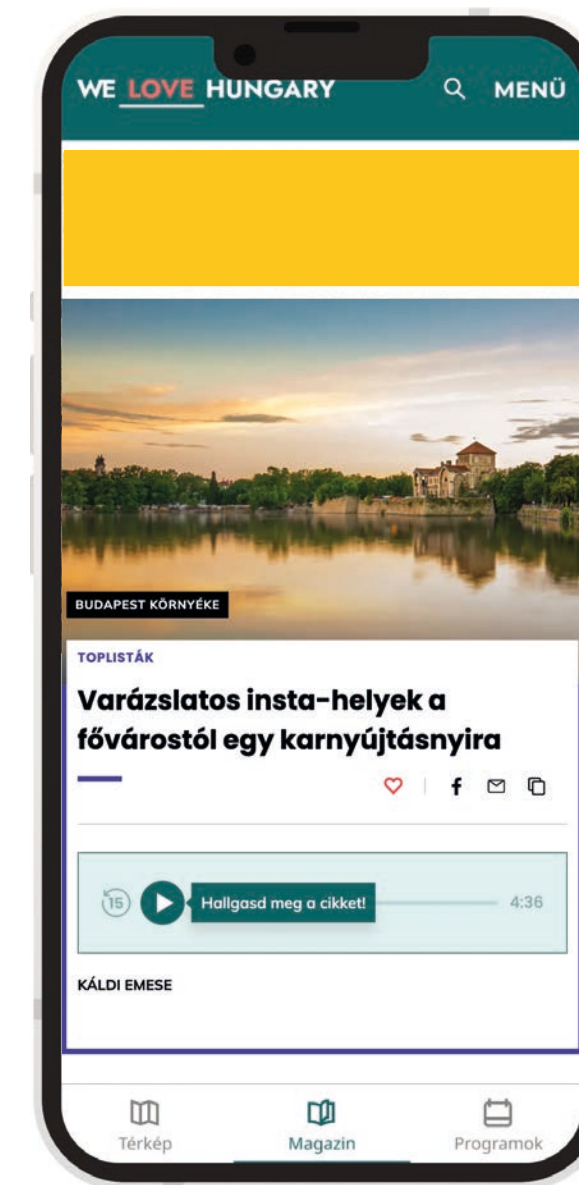 WE LOVE HUNGARY
MENÜ
BUDAPEST KÖRNYÉKE
TOPLISTÁK
Varázslatos insta-helyek a
fővárostól egy karnyújtásnyira
15
Hallgasd meg a cikket!
4:36
KÁLDI EMESE
Térkép
Magazin
Programok